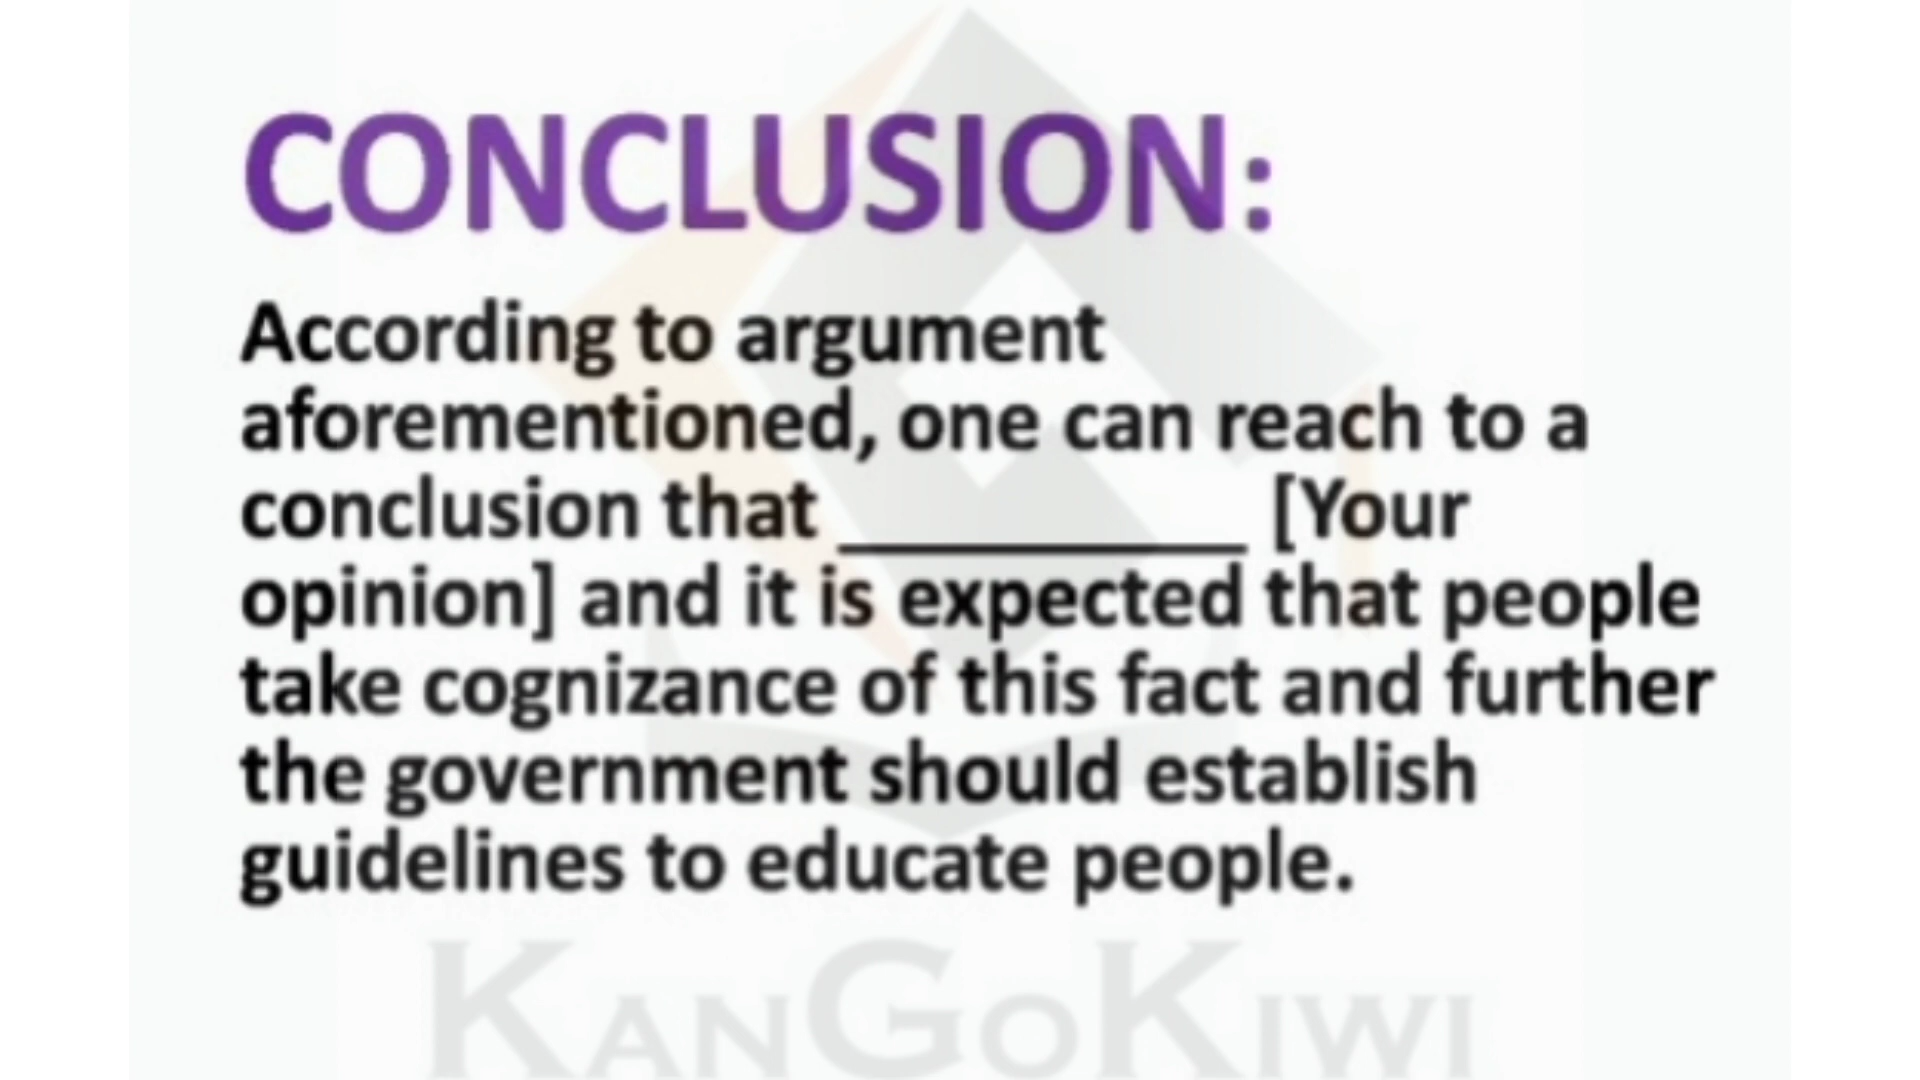 CONCLUSION:
According to argument
aforementioned, one can reach to a
conclusion that ____________ [Your
opinion] and it is expected that people
take cognizance of this fact and further
the government should establish
guidelines to educate people.
KANGOKIWI